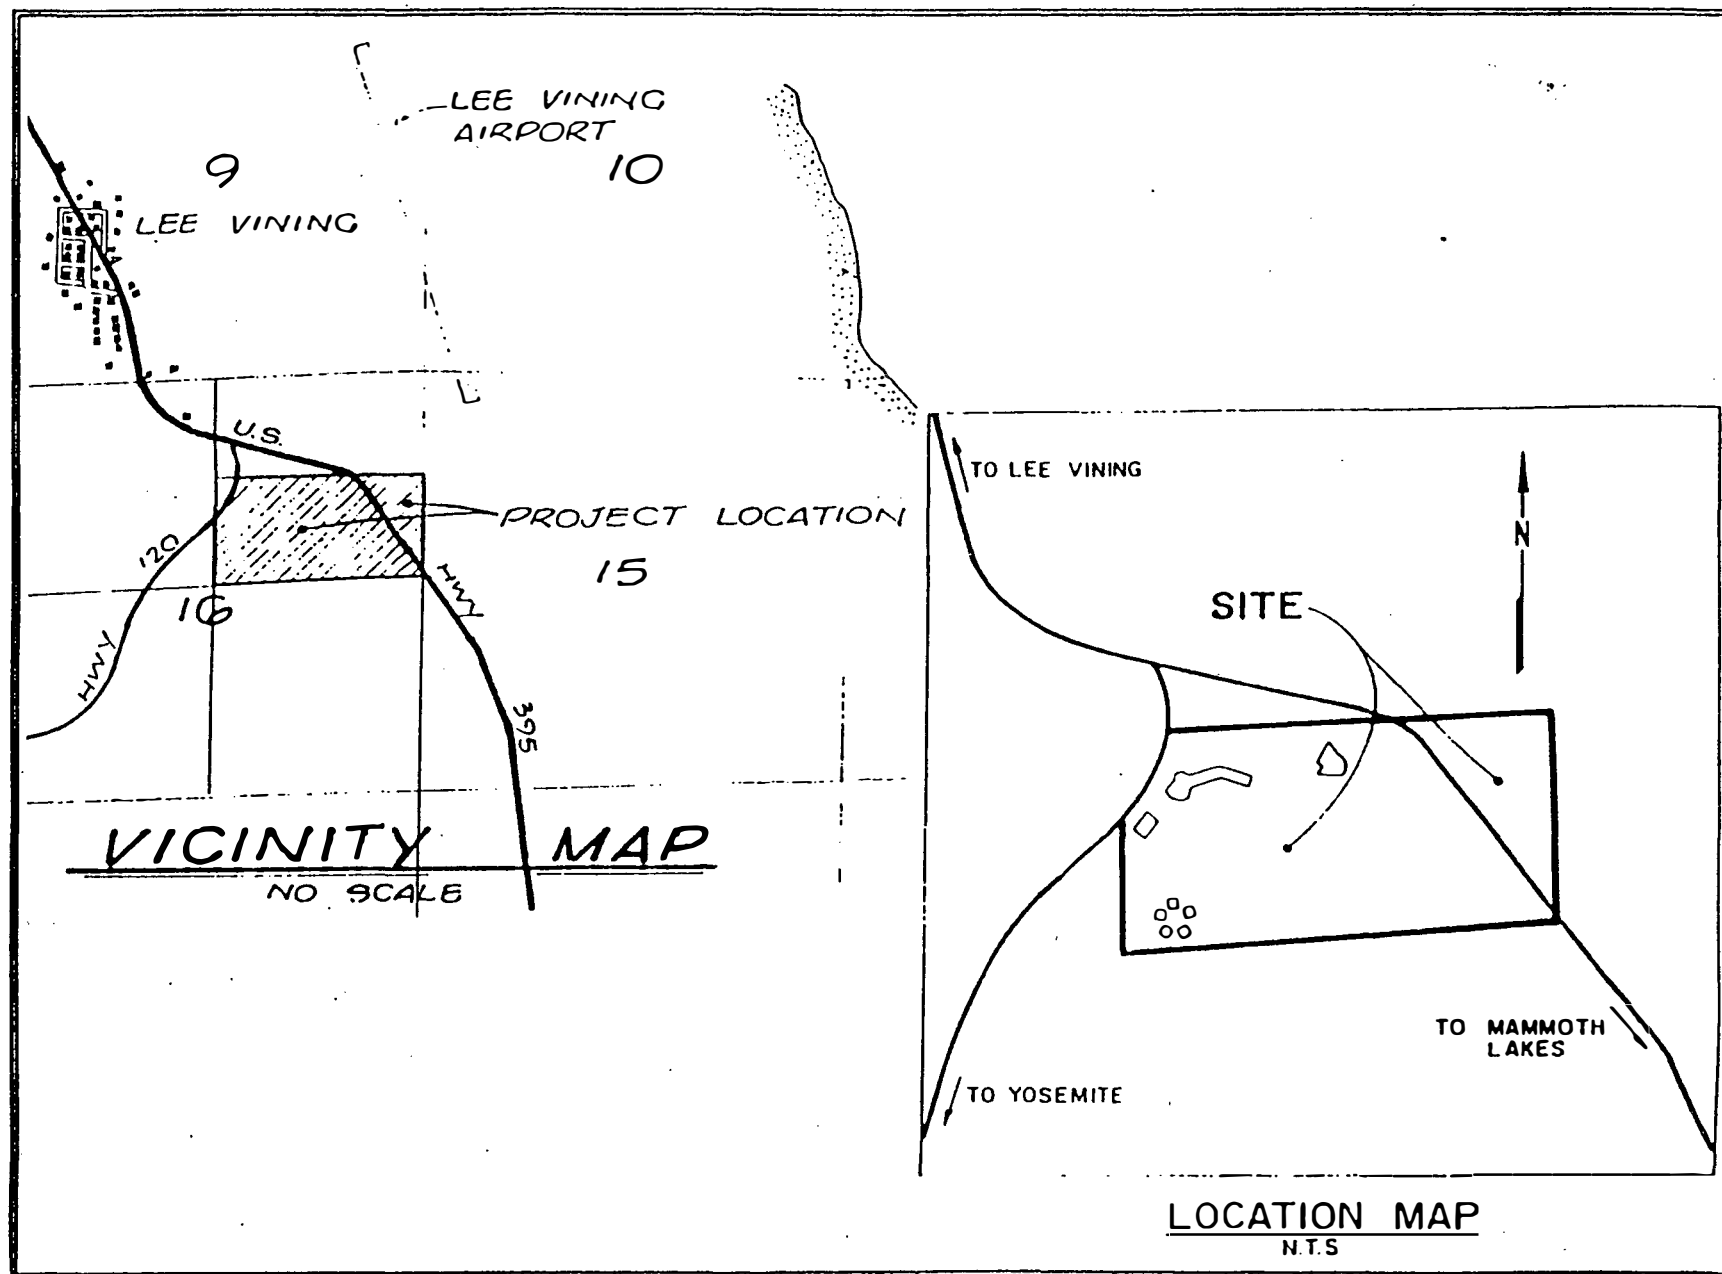 LEE VINING
AIRPORT
9
10
LEE VINING
U.S.
PROJECT LOCATION
120
15
HWY
16
HWY
395
VICINITY MAP
NO SCALE
TO LEE VINING
N
SITE
TO MAMMOTH
LAKES
TO YOSEMITE
LOCATION MAP
N.T.S